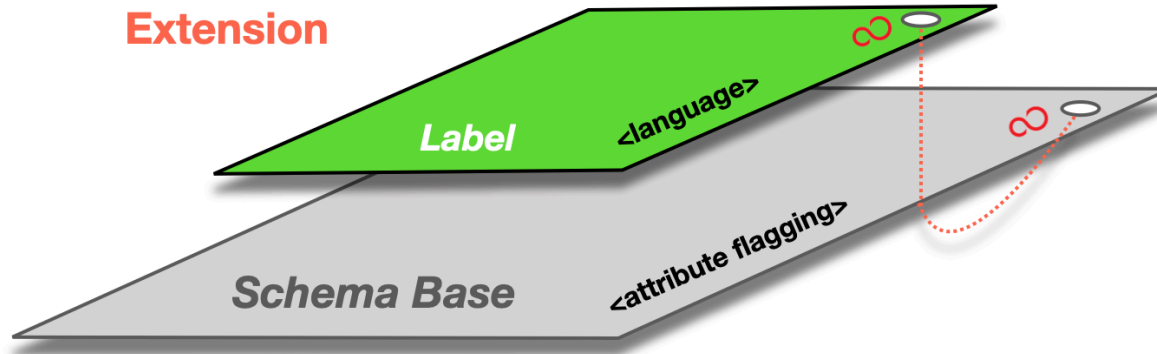 Extension
Label
<language>
Schema Base
<attribute flagging>